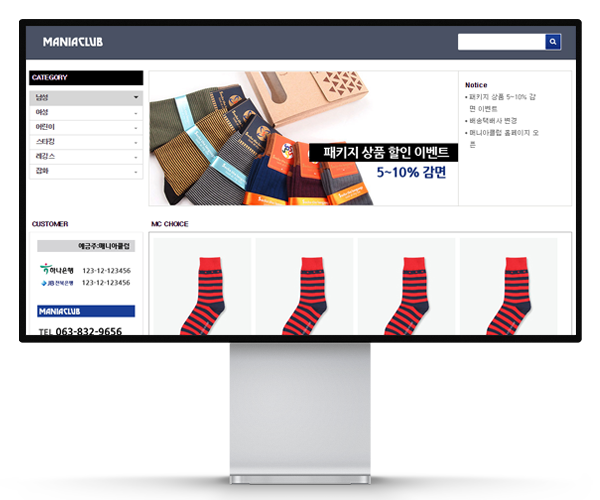 MANIACLUB
CATEGORY
남성
여성
어린이
스타킹
레깅스
잡화
패키지 상품 할인 이벤트
5~10% 감면
Notice
• 패키지 상품 5~10% 감
면 이벤트
• 배송택배사 변경
• 매니아클럽 홈페이지 오
픈
CUSTOMER
예금주:매니아클럽
하나은행 123-12-123456
JB 전북은행 123-12-123456
MANIACLUB
TEL 063-832-9656
MC CHOICE